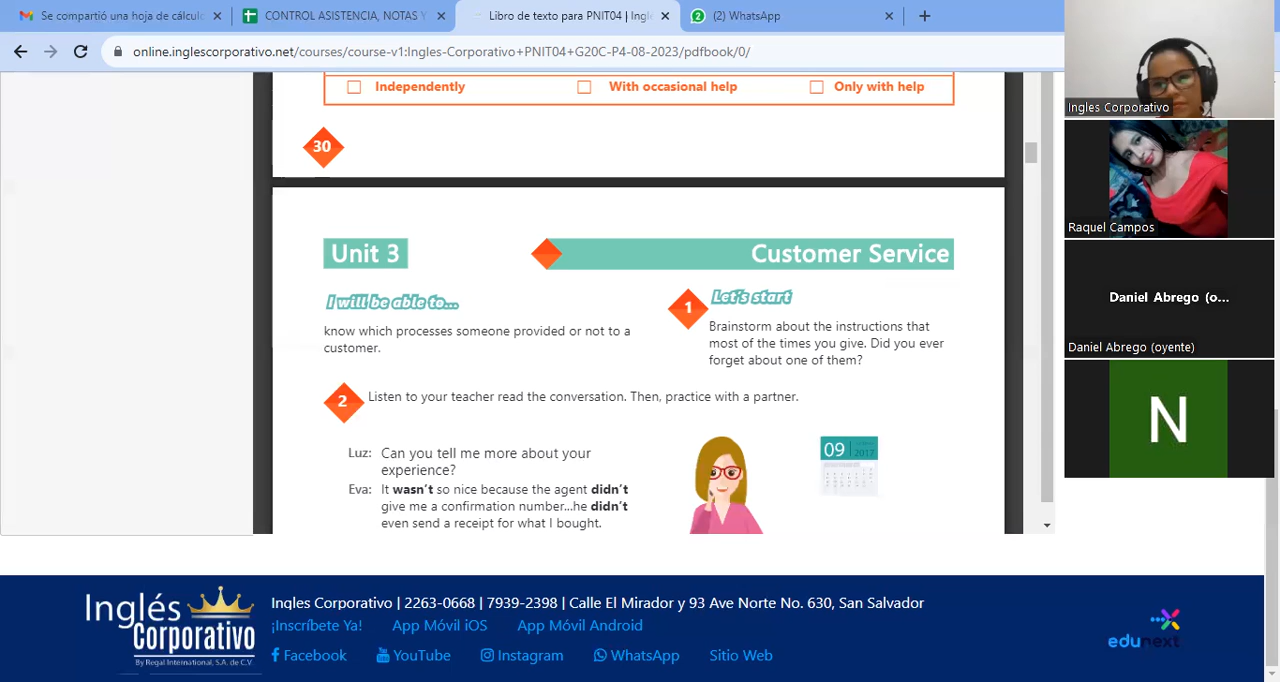 Se compartió una hoja de cálcul
CONTROL ASISTENCIA, NOTAS Y
Libro de texto para PNIT04 | Ingl
(2) WhatsApp
online.inglescorporativo.net/courses/course-v1:Ingles-Corporativo+PNIT04+G20C-P4-08-2023/pdfbook/0/
Independently
With occasional help
Only with help
30
Unit 3
Customer Service
I will be able to...
know which processes someone provided or not to a
customer.
1
Let's start
Brainstorm about the instructions that
most of the times you give. Did you ever
forget about one of them?
2
Listen to your teacher read the conversation. Then, practice with a partner.
Luz: Can you tell me more about your
experience?
Eva: It wasn't so nice because the agent didn't
give me a confirmation number...he didn't
even send a receipt for what I bought.
09
2017
Ingles Corporativo
Raquel Campos
Daniel Abrego (o...
Daniel Abrego (oyente)
N
Inglés
Corporativo
By Regal International, S.A. de C.V.
Ingles Corporativo | 2263-0668 | 7939-2398 | Calle El Mirador y 93 Ave Norte No. 630, San Salvador
¡Inscríbete Ya!
App Móvil iOS
App Móvil Android
Facebook
YouTube
Instagram
WhatsApp
Sitio Web
edunext